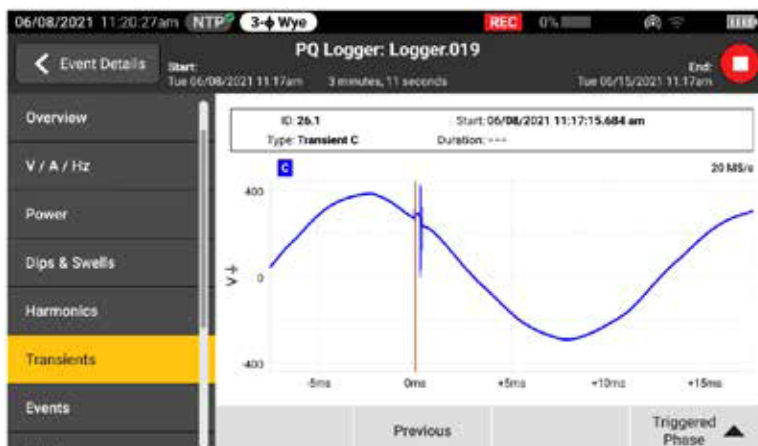 06/08/2021 11:20:27am NTP 3-ϕ Wye REC 0%
Event Details
PQ Logger: Logger.019
Start: End:
Tue 06/08/2021 11:17am 3 minutes, 11 seconds Tue 06/15/2021 11:17am
Overview
V / A / Hz
Power
Dips & Swells
Harmonics
Transients
Events
ID: 26.1 Start: 06/08/2021 11:17:15.684 am
Type: Transient C Duration: ---
C 20 MS/s
400
V
0
-400
-5ms 0ms +5ms +10ms +15ms
Previous
Triggered
Phase